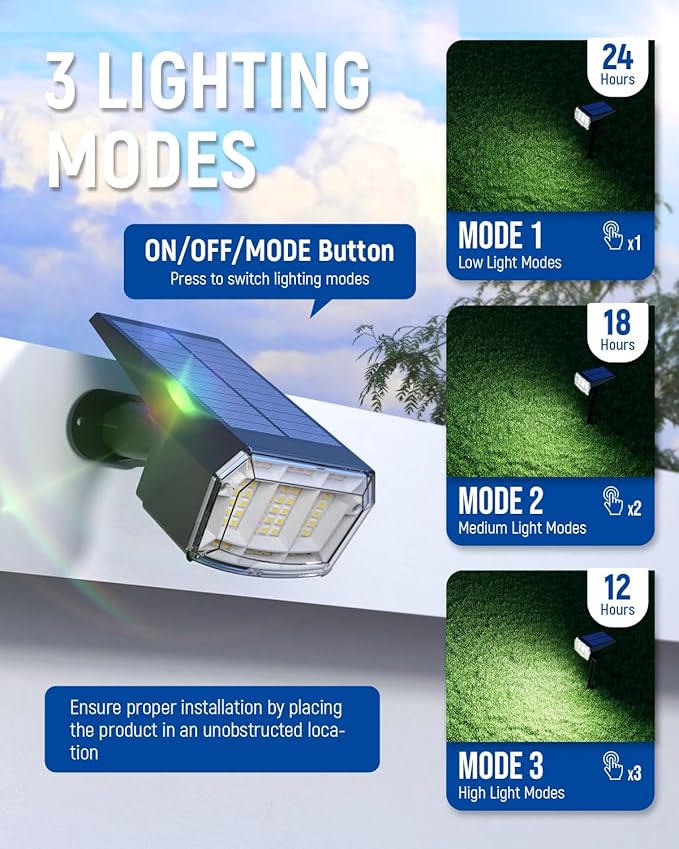 3 LIGHTING
MODES
ON/OFF/MODE Button
Press to switch lighting modes
24
Hours
MODE 1
x1
Low Light Modes
18
Hours
MODE 2
x2
Medium Light Modes
12
Hours
MODE 3
x3
High Light Modes
Ensure proper installation by placing
the product in an unobstructed loca-
tion